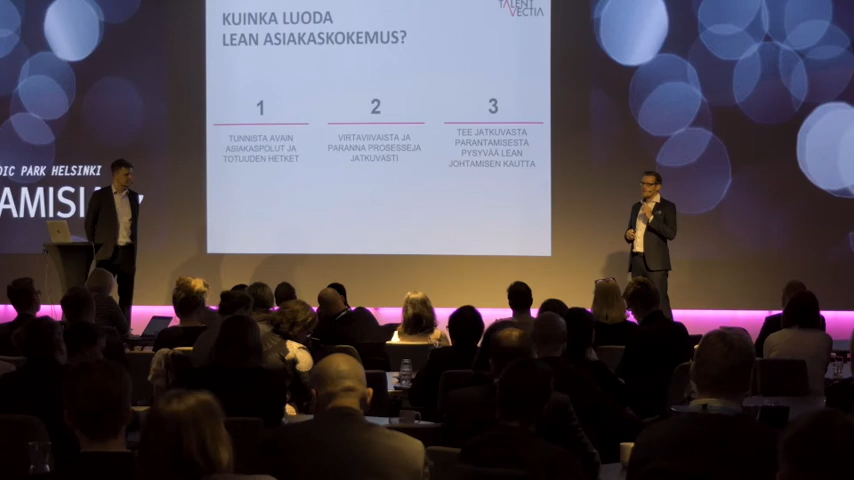 KUINKA LUODA
LEAN ASIAKASKOKEMUS?
TALENT
VECTIA
1
TUNNISTA AVAIN
ASIAKASPOLUT JA
TOTUUDEN HETKET
2
VIRTAVIIVAISTA JA
PARANNA PROSESSEJA
JATKUVASTI
3
TEE JATKUVASTA
PARANTAMISESTA
PYSYVÄÄ LEAN
JOHTAMISEN KAUTTA
DIC PARK HELSINKI
AMISIA